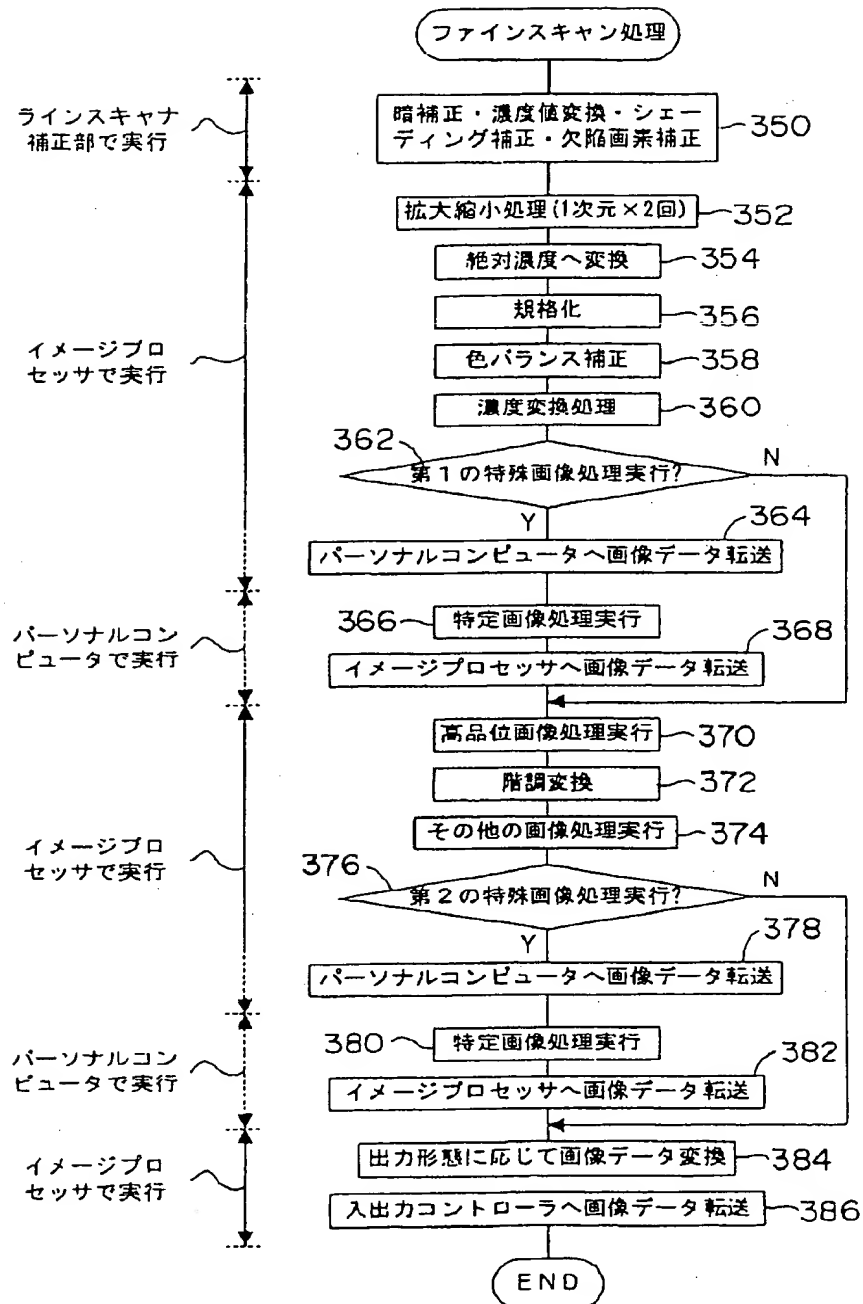 ファインスキャン処理
ラインスキャナ
補正部で実行
暗補正・濃度値変換・シェー
ディング補正・欠陥画素補正
350
拡大縮小処理(1次元×2回)
352
絶対濃度へ変換
354
規格化
356
イメージプロ
セッサで実行
色バランス補正
358
濃度変換処理
360
362
第1の特殊画像処理実行?
N
Y
364
パーソナルコンピュータへ画像データ転送
パーソナルコン
ピュータで実行
366
特定画像処理実行
368
イメージプロセッサへ画像データ転送
高品位画像処理実行
370
階調変換
372
イメージプロ
セッサで実行
その他の画像処理実行
374
376
第2の特殊画像処理実行?
N
Y
378
パーソナルコンピュータへ画像データ転送
パーソナルコン
ピュータで実行
380
特定画像処理実行
382
イメージプロセッサへ画像データ転送
イメージプロ
セッサで実行
出力形態に応じて画像データ変換
384
入出力コントローラへ画像データ転送
386
END